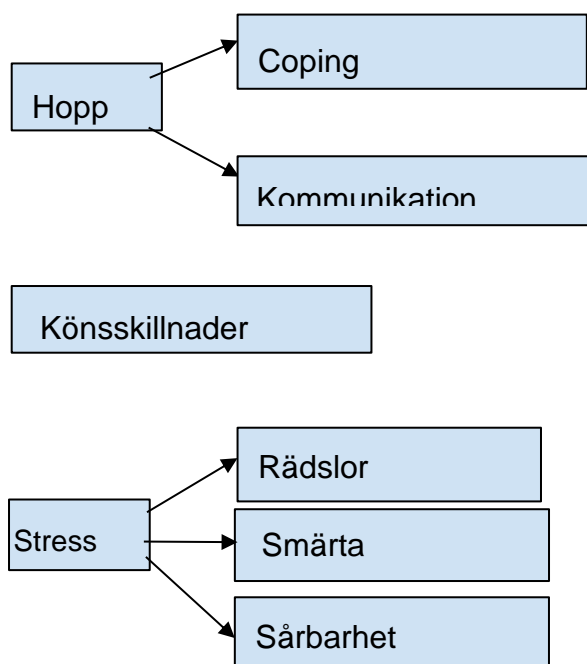 Coping
Hopp
Kommunikation
Könsskillnader
Rädslor
Stress
Smärta
Sårbarhet